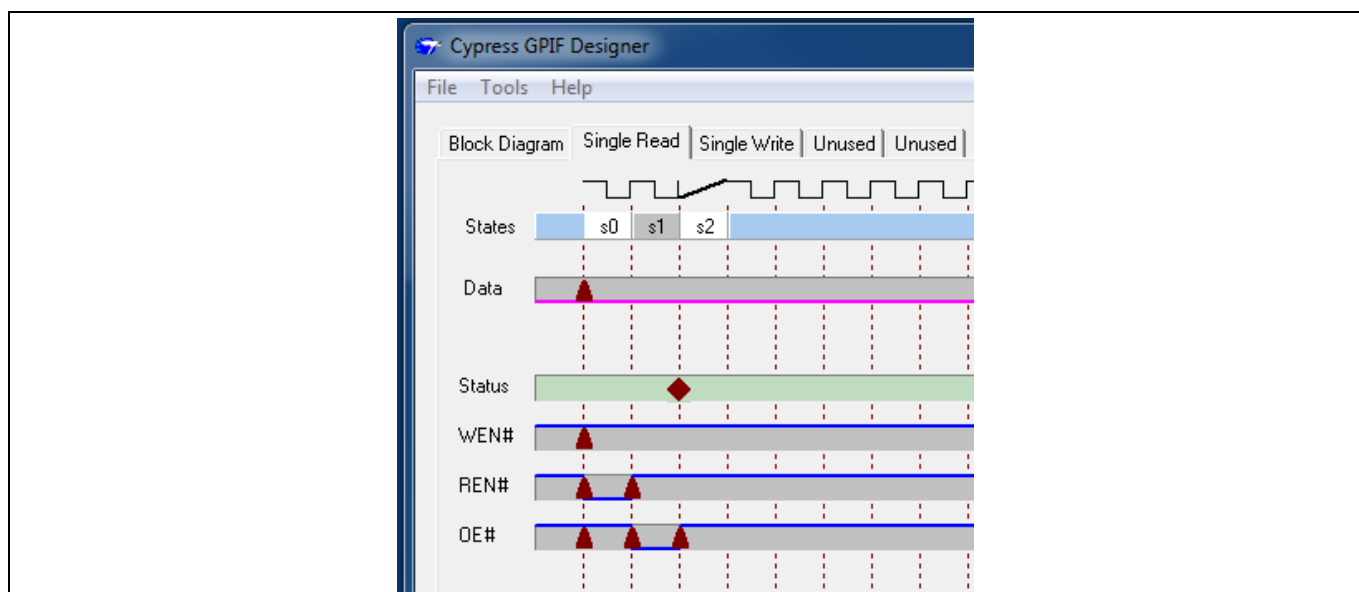 Cypress GPIF Designer
File Tools Help
Block Diagram Single Read Single Write Unused Unused
States s0 s1 s2
Data
Status
WEN#
REN#
OE#